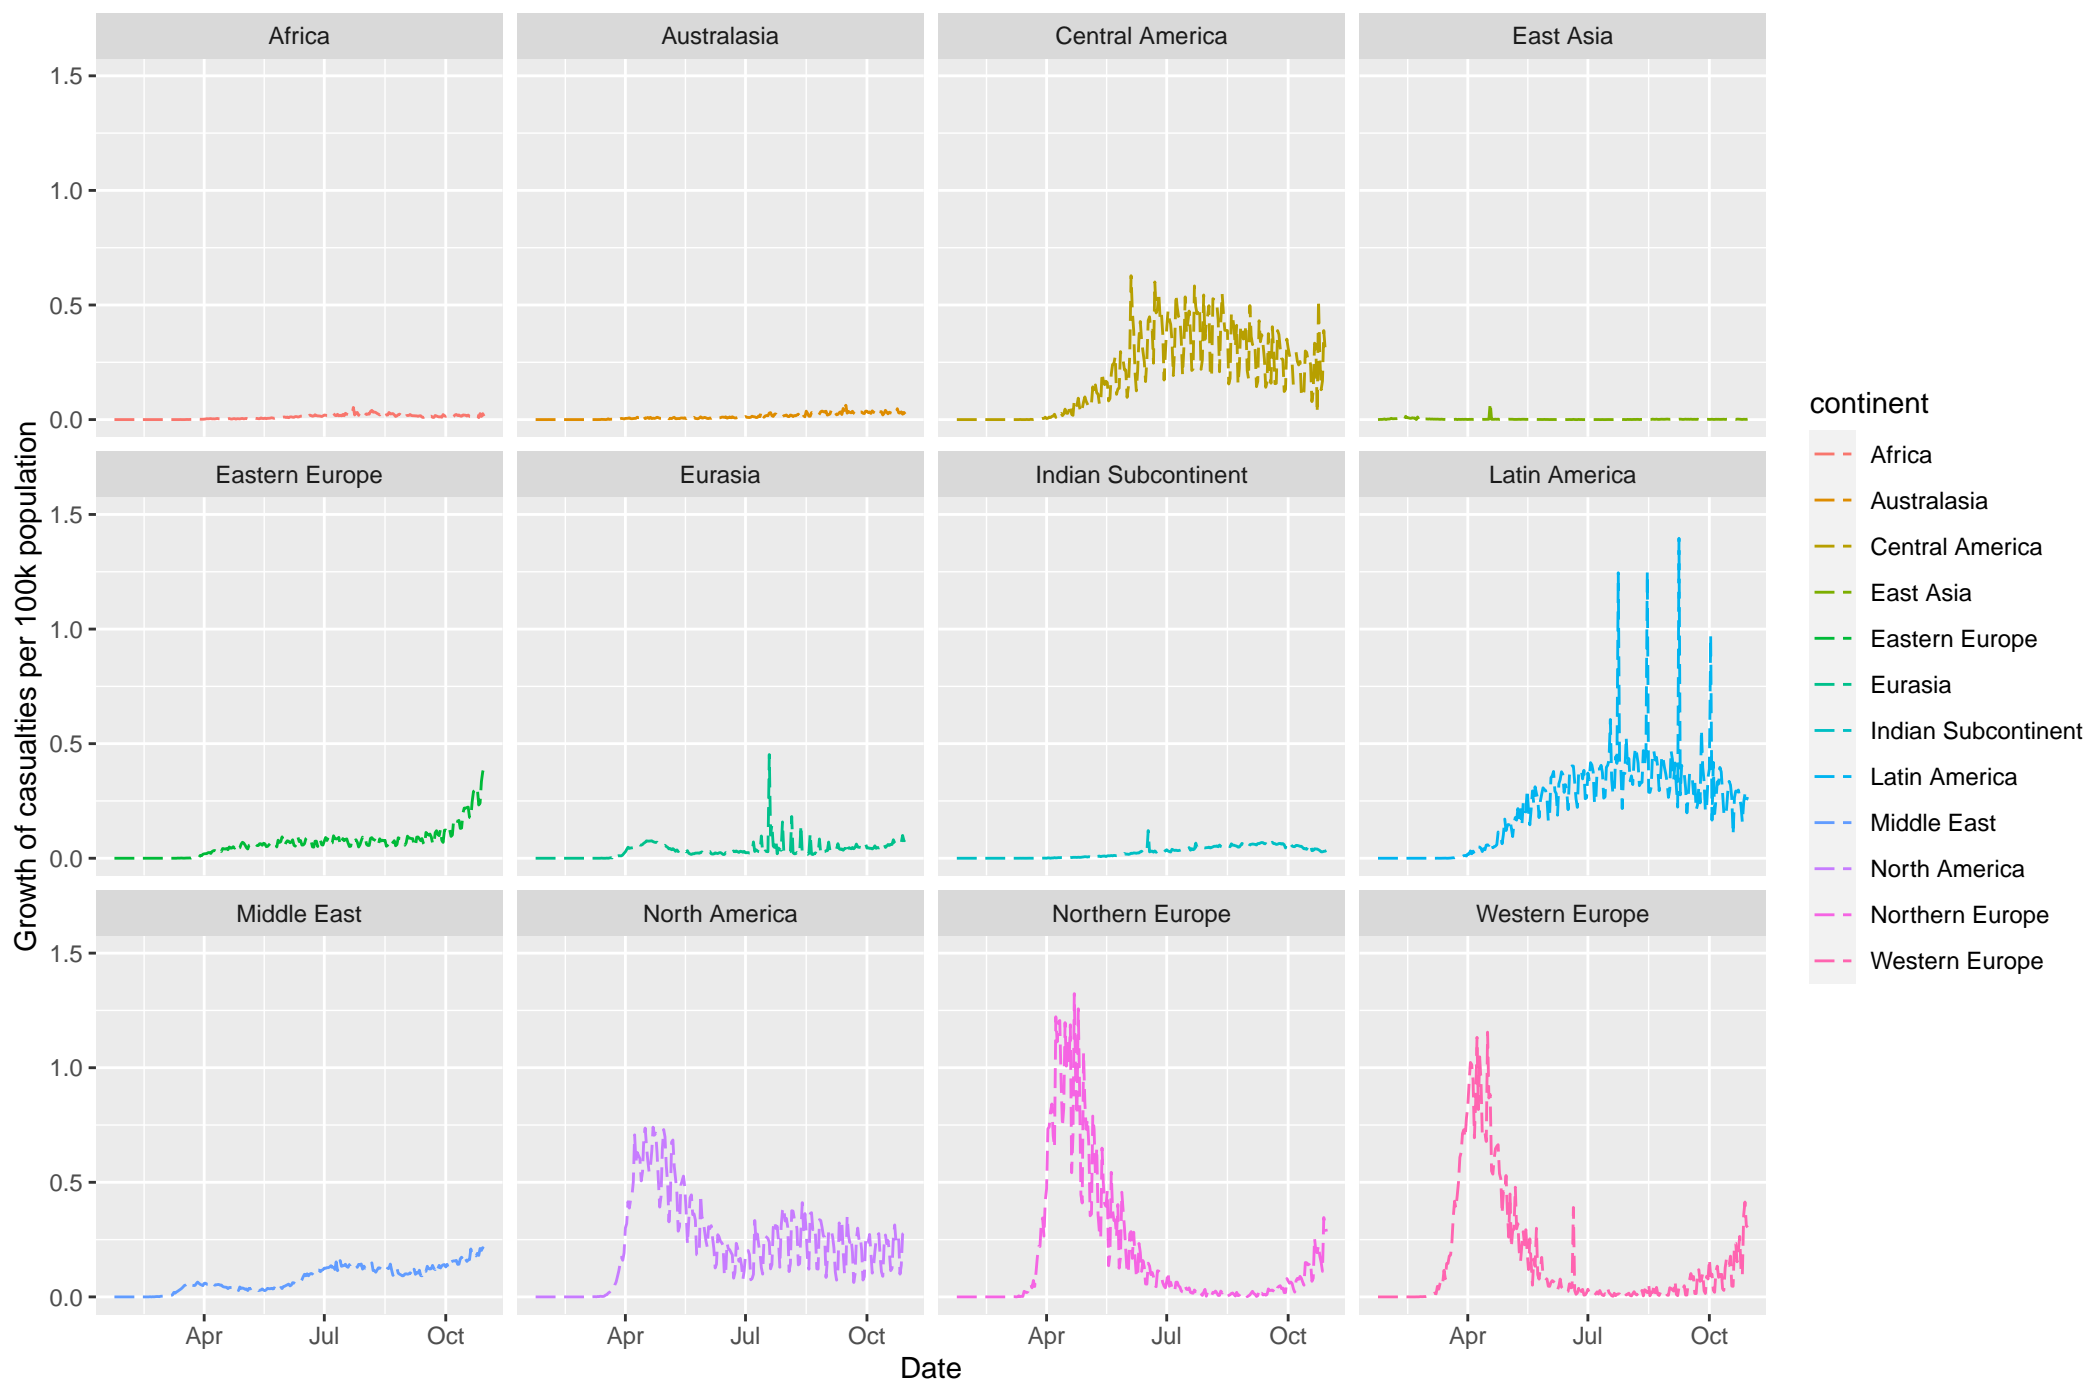 Africa
Australasia
Central America
East Asia
1.5
1.0
0.5
0.0
Eastern Europe
Eurasia
Indian Subcontinent
Latin America
1.5
1.0
0.5
0.0
Middle East
North America
Northern Europe
Western Europe
1.5
1.0
0.5
0.0
Apr Jul Oct
Apr Jul Oct
Apr Jul Oct
Apr Jul Oct
Date
Growth of casualties per 100k population
continent
Africa
Australasia
Central America
East Asia
Eastern Europe
Eurasia
Indian Subcontinent
Latin America
Middle East
North America
Northern Europe
Western Europe